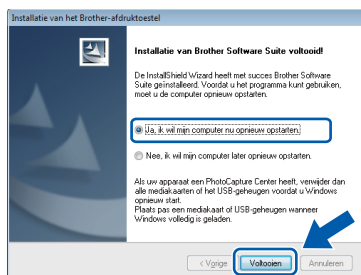 Installatie van het Brother-afdruktoestel
Installatie van Brother Software Suite voltooid!
De InstallShield Wizard heeft met succes Brother Software
Suite geïnstalleerd. Voordat u het programma kunt gebruiken,
moet u de computer opnieuw opstarten.
Ja, ik wil mijn computer nu opnieuw opstarten.
Nee, ik wil mijn computer later opnieuw opstarten.
Als uw apparaat een PhotoCapture Center heeft, verwijder dan
alle mediakaarten of het USB-geheugen voordat u Windows
opnieuw start.
Plaats pas een mediakaart of USB-geheugen wanneer
Windows volledig is geladen.
< Vorige
Voltooien
Annuleren